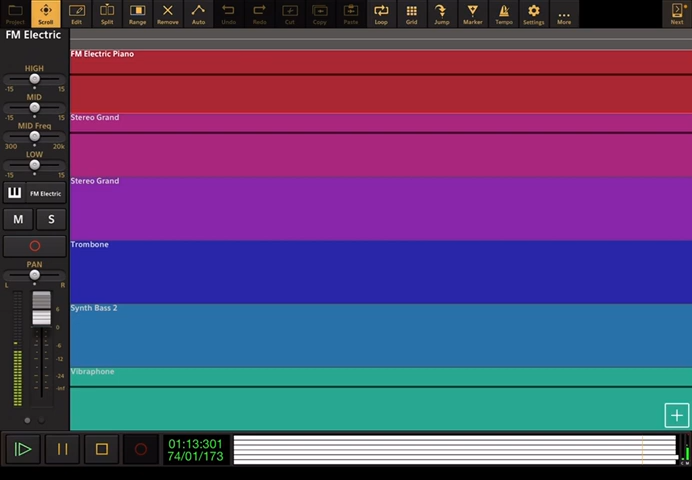 Project Scroll Edit Split Range Remove Auto Undo Redo Cut Copy Paste Loop Grid Jump Marker Tempo Settings More Next
FM Electric
HIGH
-15 15
MID
-15 15
MID Freq
300 20k
LOW
-15 15
FM Electric
M S
PAN
L R
6
0
-6
-12
-24
-inf
FM Electric Piano
Stereo Grand
Stereo Grand
Trombone
Synth Bass 2
Vibraphone
+
01:13:301
74/01/173
C M